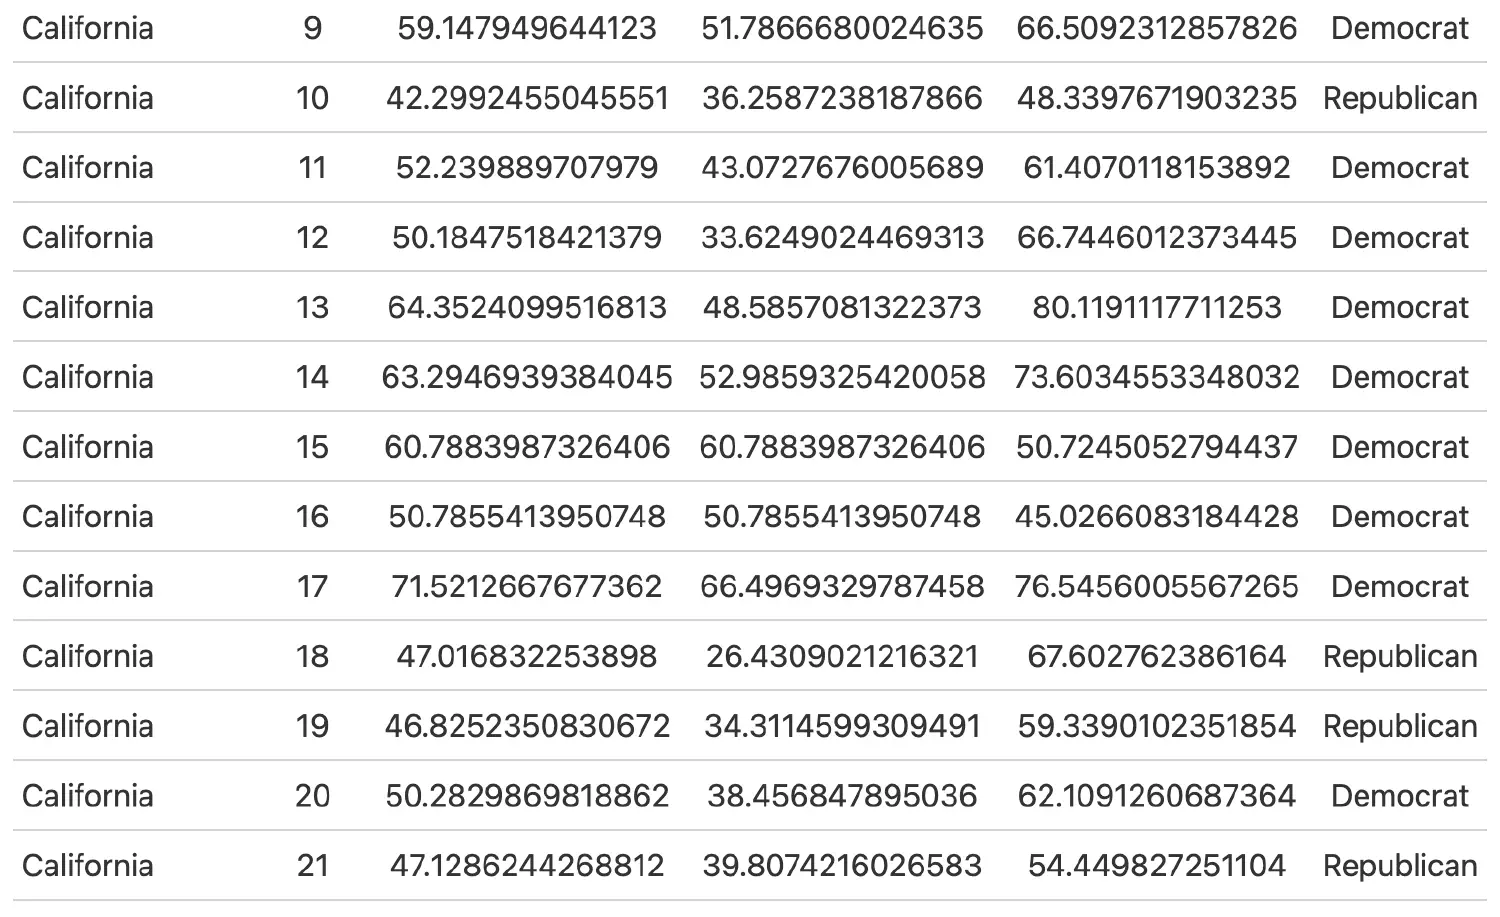 California 9 59.147949644123 51.7866680024635 66.5092312857826 Democrat
California 10 42.2992455045551 36.2587238187866 48.3397671903235 Republican
California 11 52.239889707979 43.0727676005689 61.4070118153892 Democrat
California 12 50.1847518421379 33.6249024469313 66.7446012373445 Democrat
California 13 64.3524099516813 48.5857081322373 80.1191117711253 Democrat
California 14 63.2946939384045 52.9859325420058 73.6034553348032 Democrat
California 15 60.7883987326406 60.7883987326406 50.7245052794437 Democrat
California 16 50.7855413950748 50.7855413950748 45.0266083184428 Democrat
California 17 71.5212667677362 66.4969329787458 76.5456005567265 Democrat
California 18 47.016832253898 26.4309021216321 67.602762386164 Republican
California 19 46.8252350830672 34.3114599309491 59.3390102351854 Republican
California 20 50.2829869818862 38.456847895036 62.1091260687364 Democrat
California 21 47.1286244268812 39.8074216026583 54.449827251104 Republican